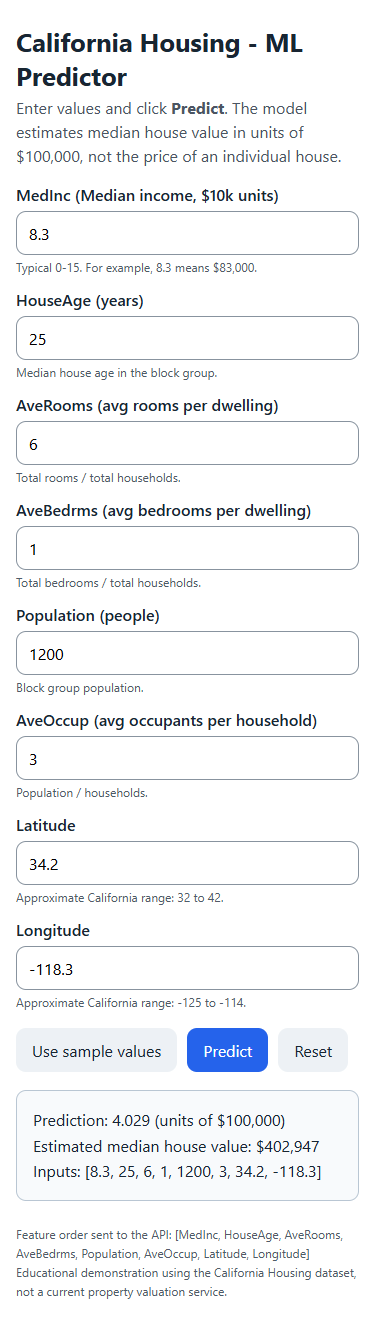 California Housing - ML
Predictor
Enter values and click Predict. The model
estimates median house value in units of
$100,000, not the price of an individual house.
MedInc (Median income, $10k units)
8.3
Typical 0-15. For example, 8.3 means $83,000.
HouseAge (years)
25
Median house age in the block group.
AveRooms (avg rooms per dwelling)
6
Total rooms / total households.
AveBedrms (avg bedrooms per dwelling)
1
Total bedrooms / total households.
Population (people)
1200
Block group population.
AveOccup (avg occupants per household)
3
Population / households.
Latitude
34.2
Approximate California range: 32 to 42.
Longitude
-118.3
Approximate California range: -125 to -114.
Use sample values Predict Reset
Prediction: 4.029 (units of $100,000)
Estimated median house value: $402,947
Inputs: [8.3, 25, 6, 1, 1200, 3, 34.2, -118.3]
Feature order sent to the API: [MedInc, HouseAge, AveRooms,
AveBedrms, Population, AveOccup, Latitude, Longitude]
Educational demonstration using the California Housing dataset,
not a current property valuation service.